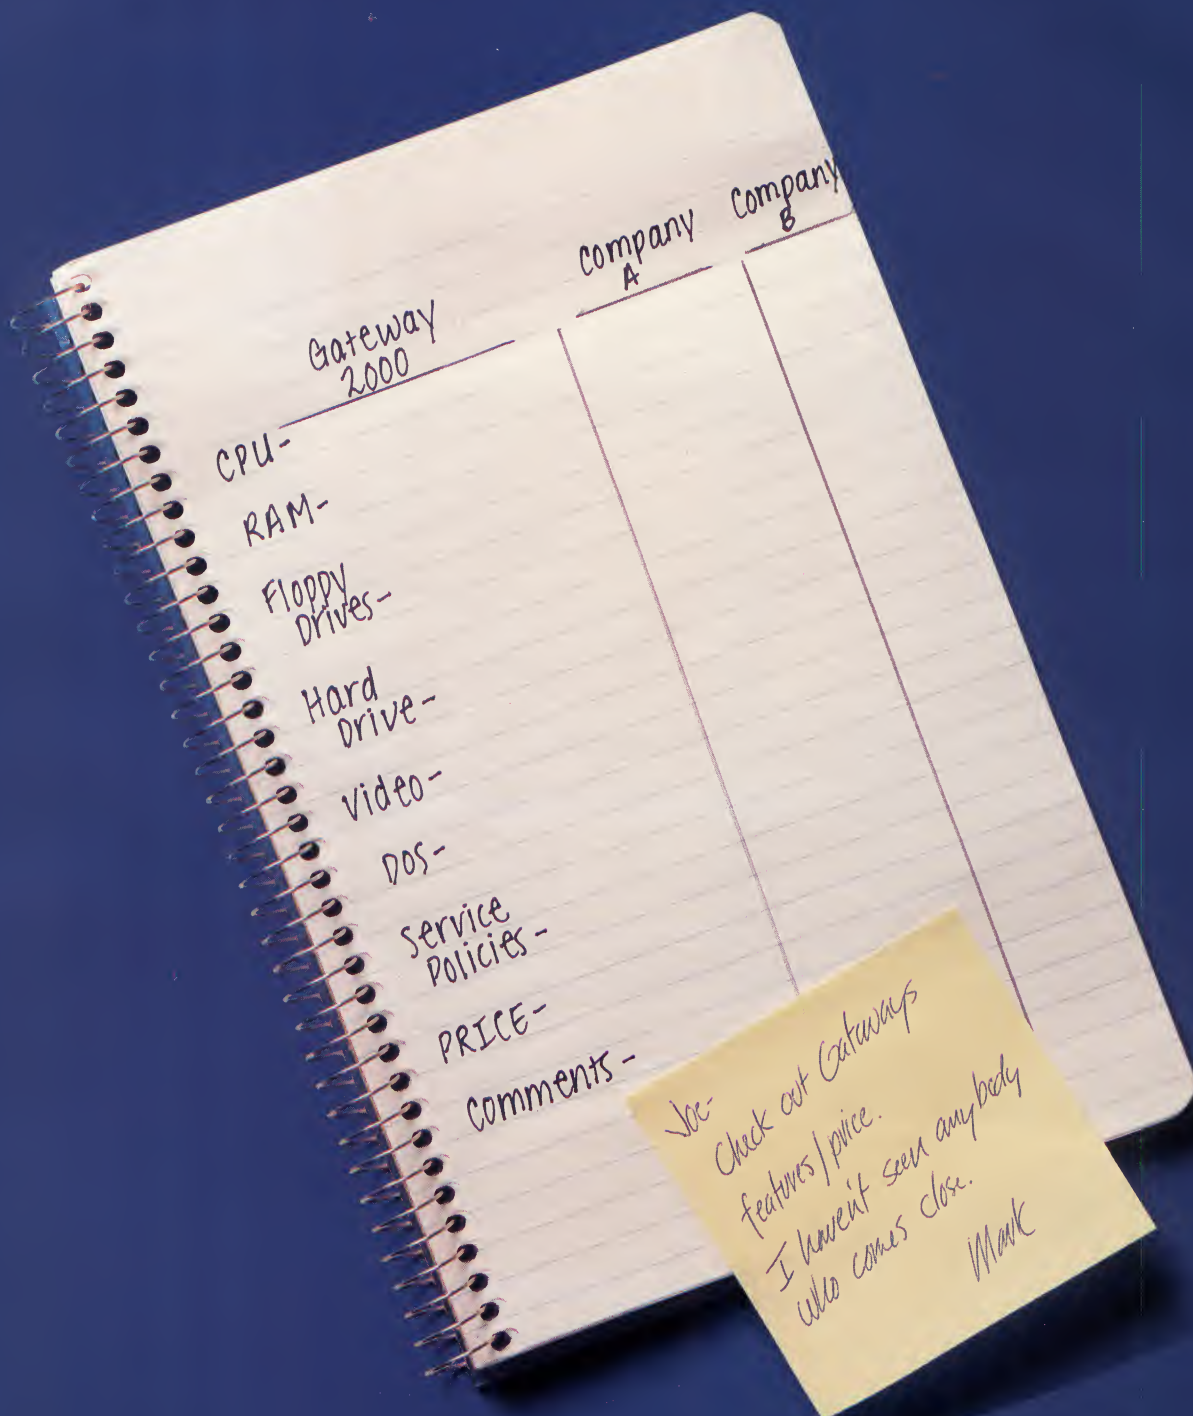 Gateway
2000
Company
A
Company
B
CPU-
RAM-
Floppy
Drives-
Hard
Drive-
Video-
DOS-
Service
Policies-
PRICE-
Comments-
Joe-
Check out Gateways
features/price.
I haven't seen anybody
who comes close.
Mark